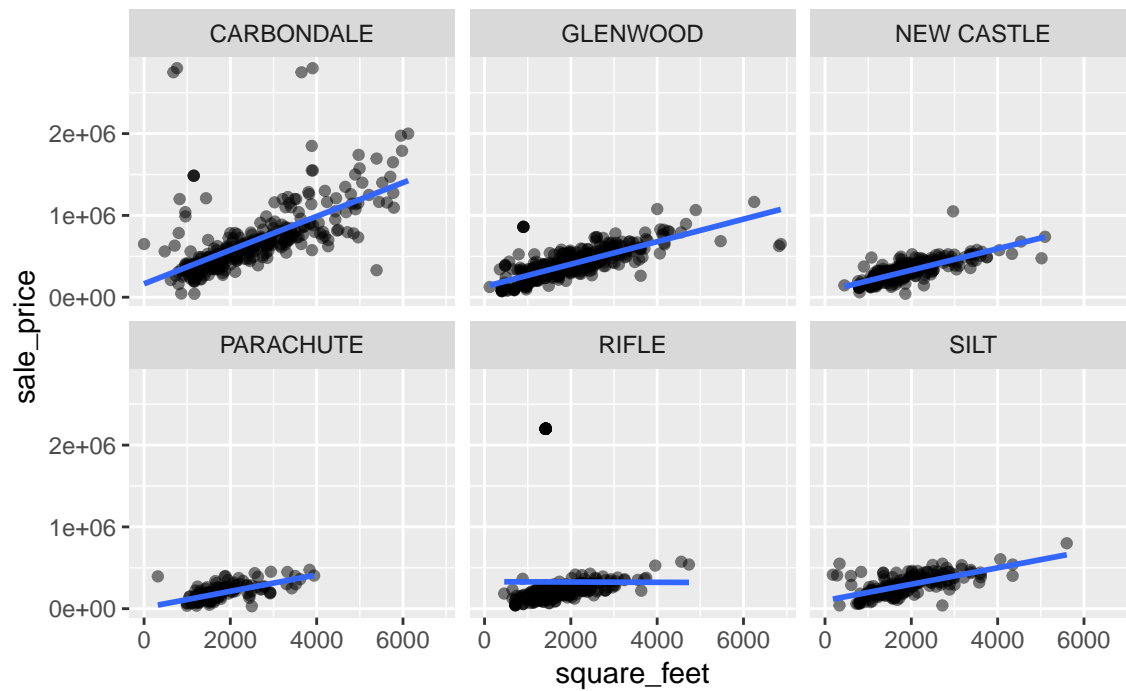 CARBONDALE
GLENWOOD
NEW CASTLE
2e+06
1e+06
0e+00
sale_price
PARACHUTE
RIFLE
SILT
2e+06
1e+06
0e+00
0 2000 4000 6000
0 2000 4000 6000
0 2000 4000 6000
square_feet